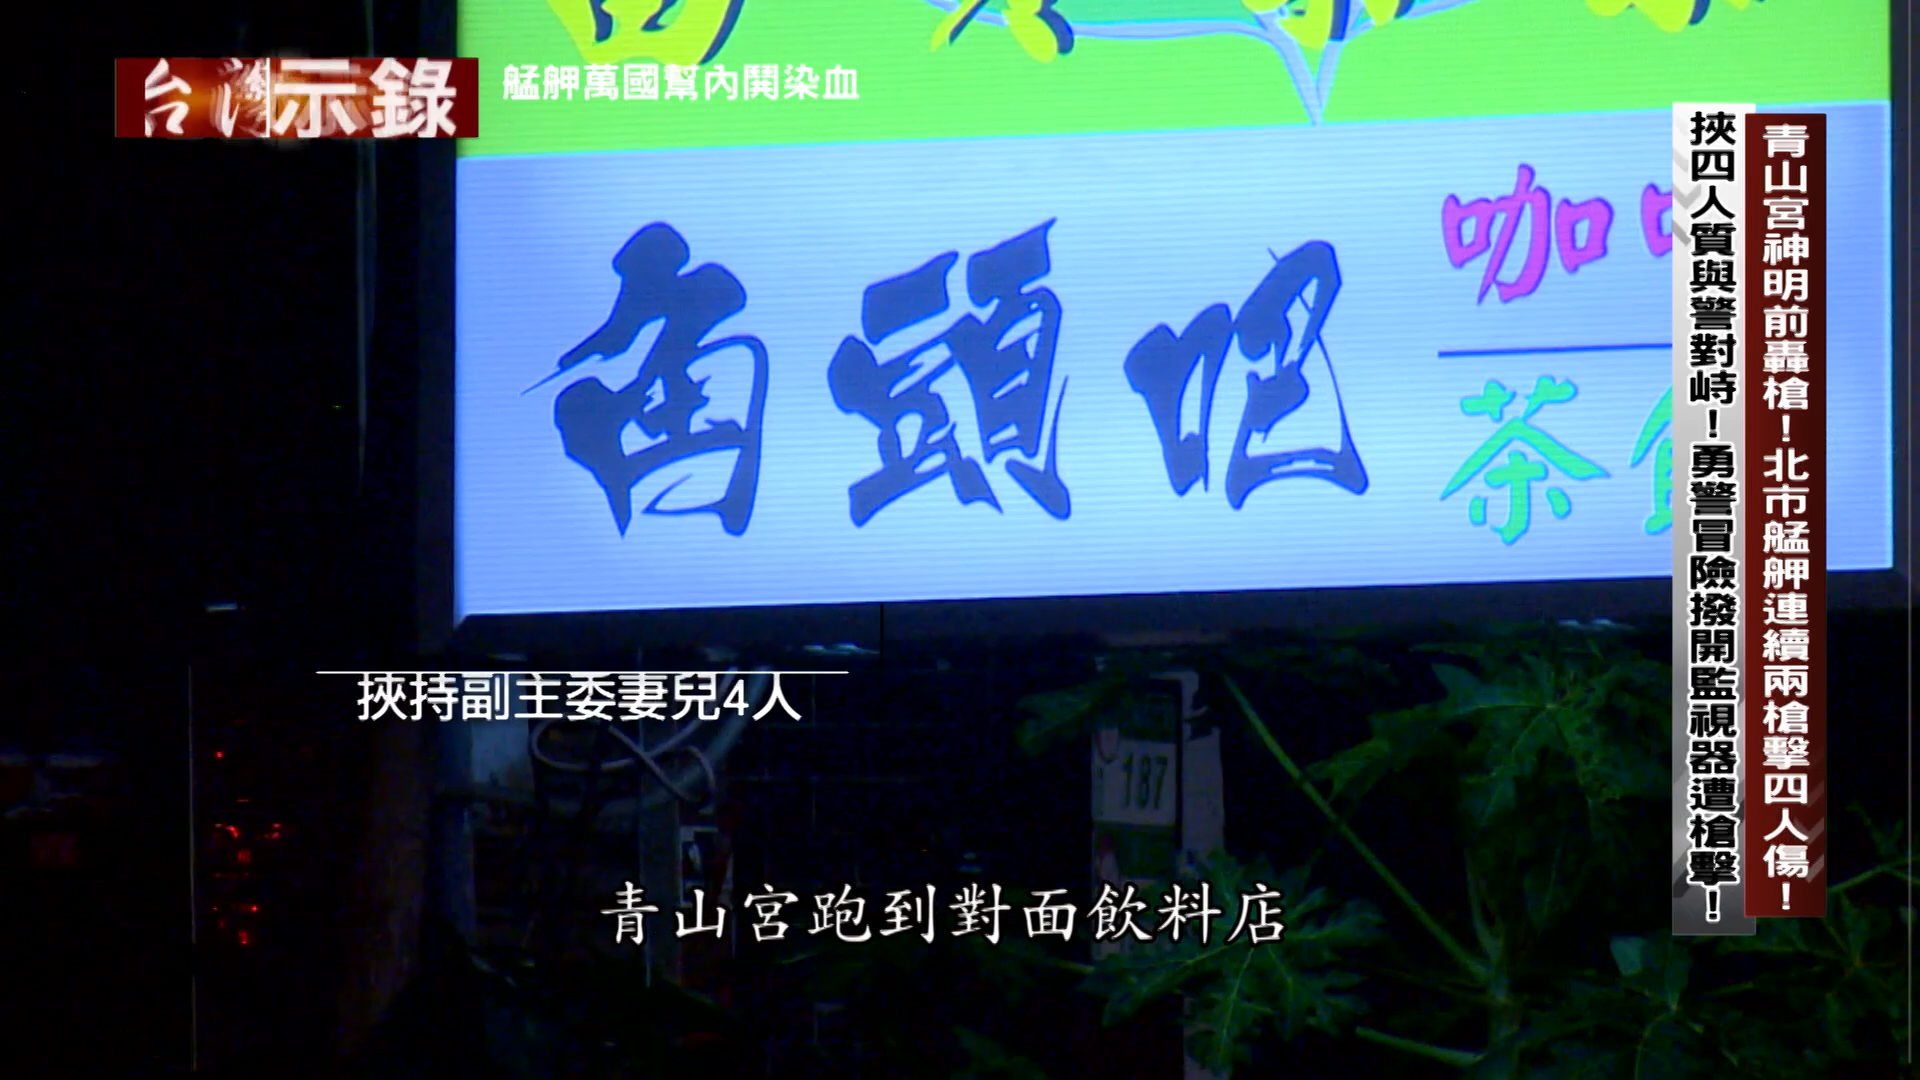 台灣示錄
艋舺萬國幫內鬨染血
青山宮神明前轟槍！北市艋舺連續兩槍擊四人傷！
挾四人質與警對峙！勇警冒險撥開監視器遭槍擊！
角頭吧
咖
茶
挾持副主委妻兒4人
187
青山宮跑到對面飲料店